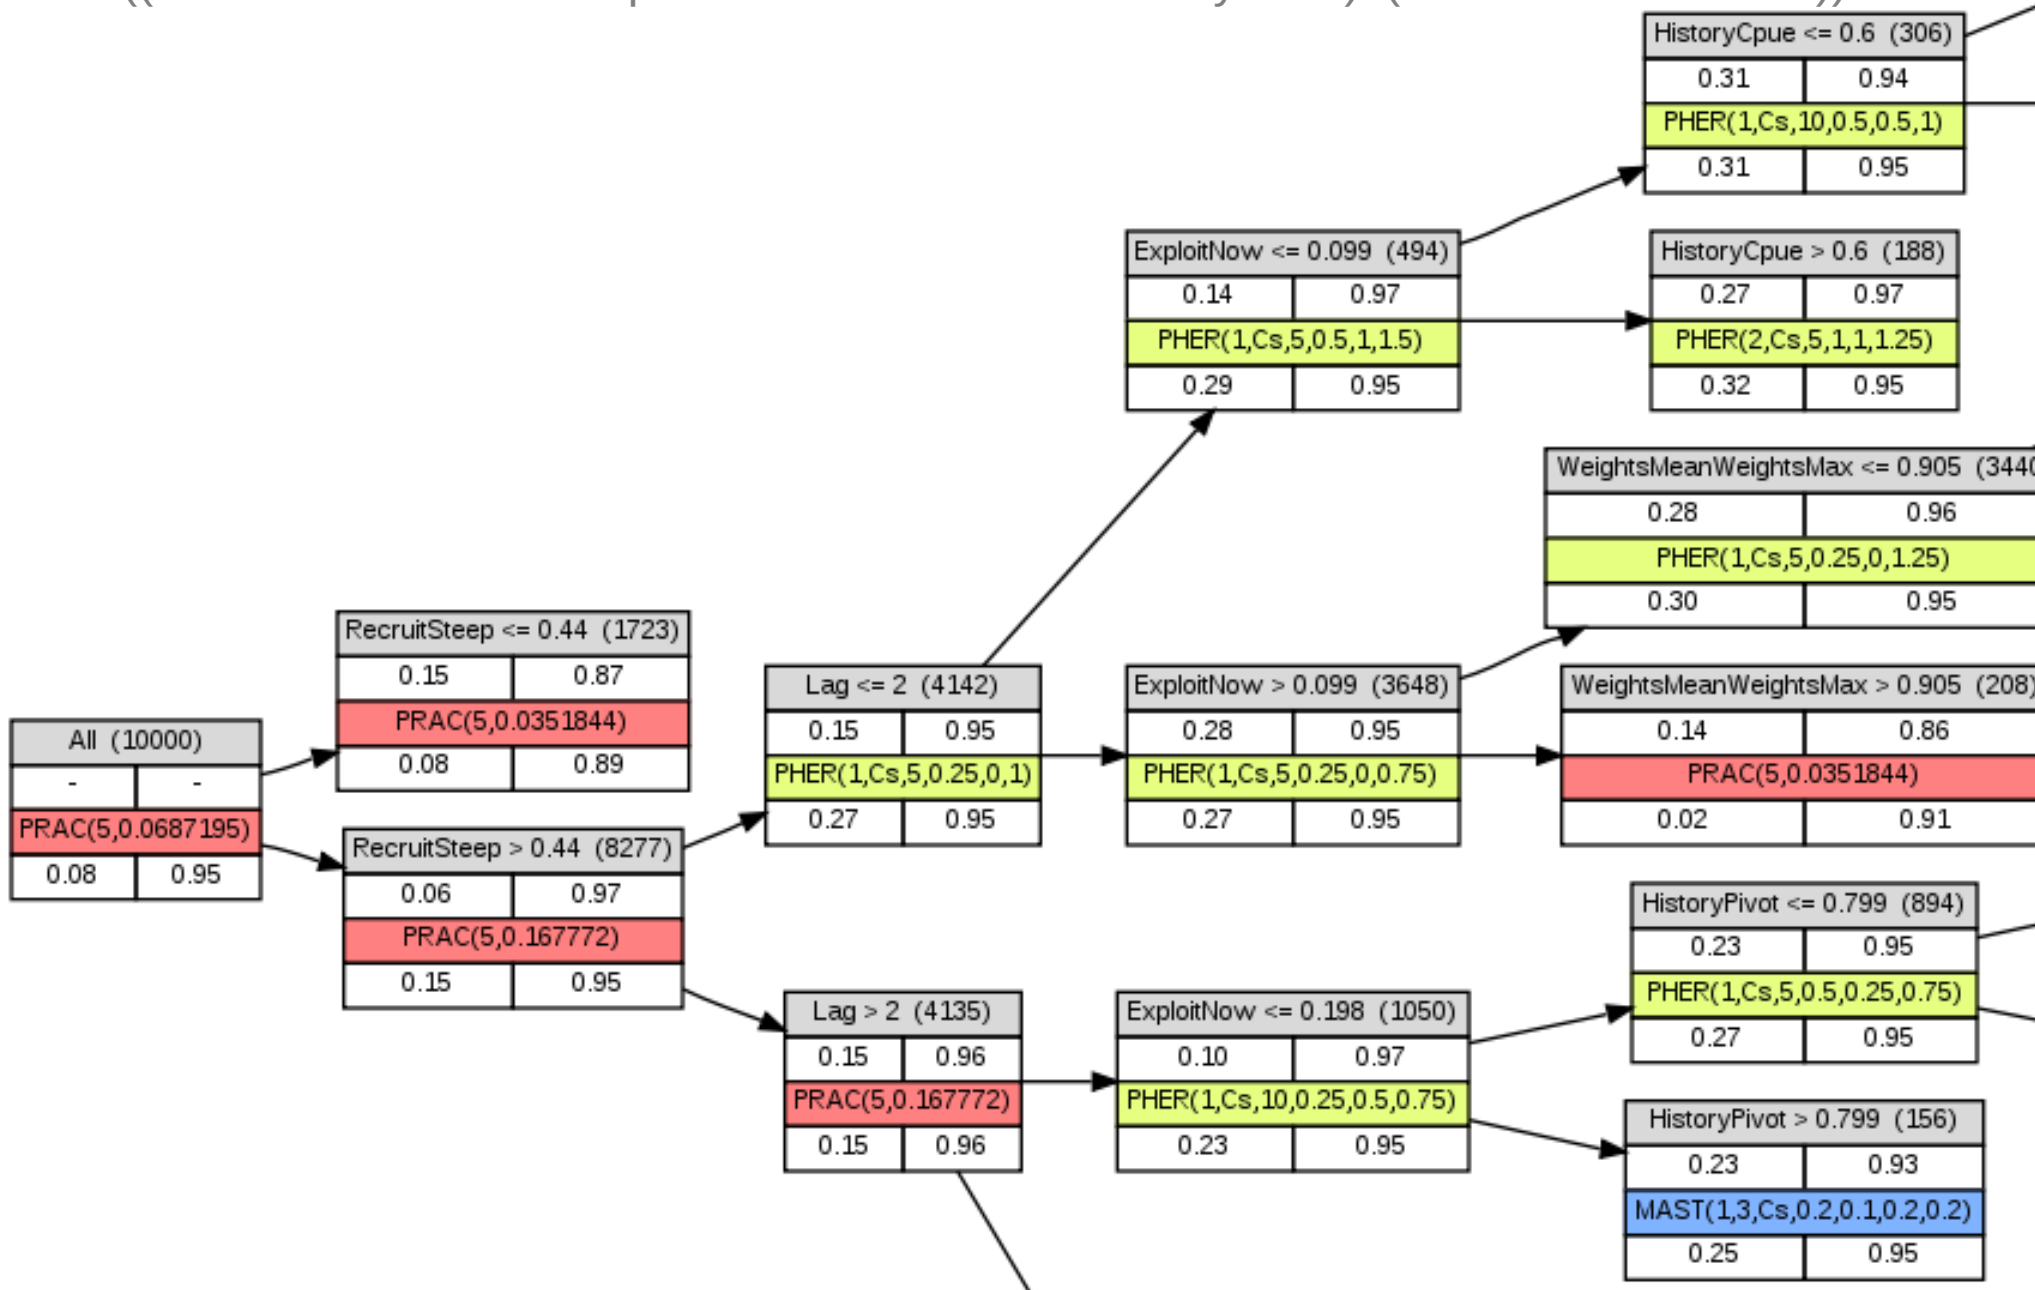 HistoryCpue <= 0.6 (306)
0.31 0.94
PHER(1,Cs,10,0.5,0.5,1)
0.31 0.95
ExploitNow <= 0.099 (494)
0.14 0.97
PHER(1,Cs,5,0.5,1,1.5)
0.29 0.95
HistoryCpue > 0.6 (188)
0.27 0.97
PHER(2,Cs,5,1,1,1.25)
0.32 0.95
WeightsMeanWeightsMax <= 0.905 (3440
0.28 0.96
PHER(1,Cs,5,0.25,0,1.25)
0.30 0.95
RecruitSteep <= 0.44 (1723)
0.15 0.87
PRAC(5,0.0351844)
0.08 0.89
Lag <= 2 (4142)
0.15 0.95
PHER(1,Cs,5,0.25,0,1)
0.27 0.95
ExploitNow > 0.099 (3648)
0.28 0.95
PHER(1,Cs,5,0.25,0,0.75)
0.27 0.95
WeightsMeanWeightsMax > 0.905 (208)
0.14 0.86
PRAC(5,0.0351844)
0.02 0.91
All (10000)
- -
PRAC(5,0.0687195)
0.08 0.95
RecruitSteep > 0.44 (8277)
0.06 0.97
PRAC(5,0.167772)
0.15 0.95
HistoryPivot <= 0.799 (894)
0.23 0.95
PHER(1,Cs,5,0.5,0.25,0.75)
0.27 0.95
Lag > 2 (4135)
0.15 0.96
PRAC(5,0.167772)
0.15 0.96
ExploitNow <= 0.198 (1050)
0.10 0.97
PHER(1,Cs,10,0.25,0.5,0.75)
0.23 0.95
HistoryPivot > 0.799 (156)
0.23 0.93
MAST(1,3,Cs,0.2,0.1,0.2,0.2)
0.25 0.95